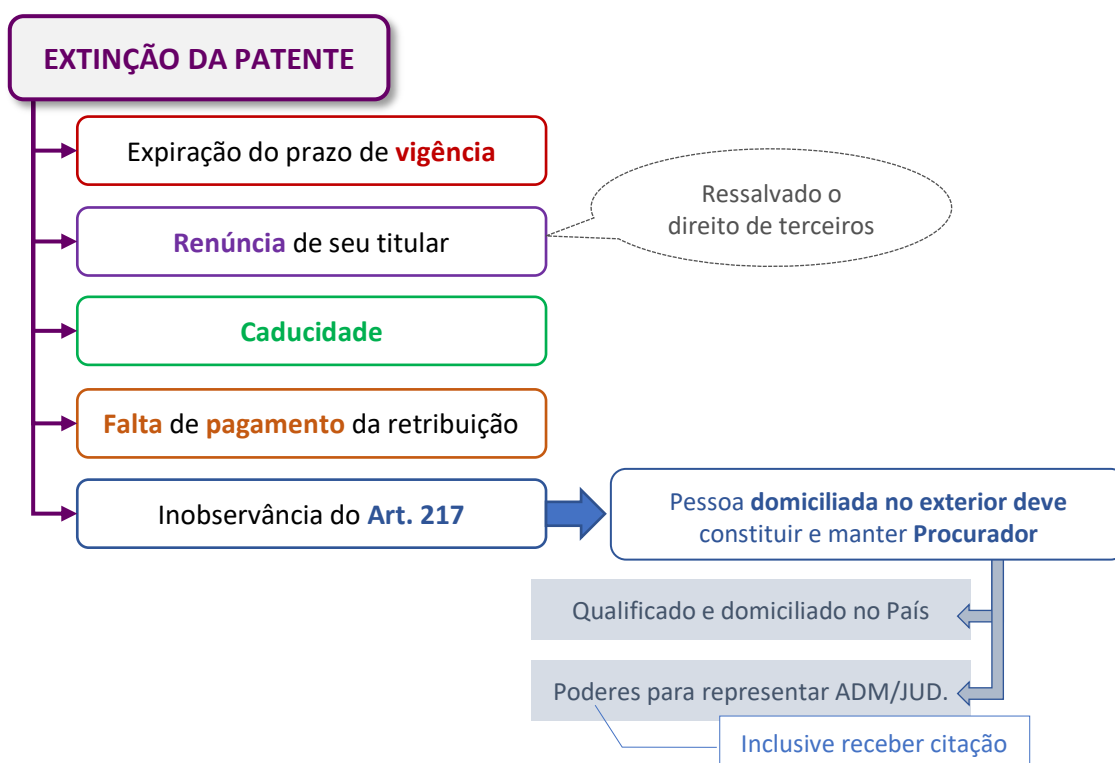 EXTINÇÃO DA PATENTE
Expiração do prazo de vigência
Ressalvado o
direito de terceiros
Renúncia de seu titular
Caducidade
Falta de pagamento da retribuição
Inobservância do Art. 217
Pessoa domiciliada no exterior deve
constituir e manter Procurador
Qualificado e domiciliado no País
Poderes para representar ADM/JUD.
Inclusive receber citação